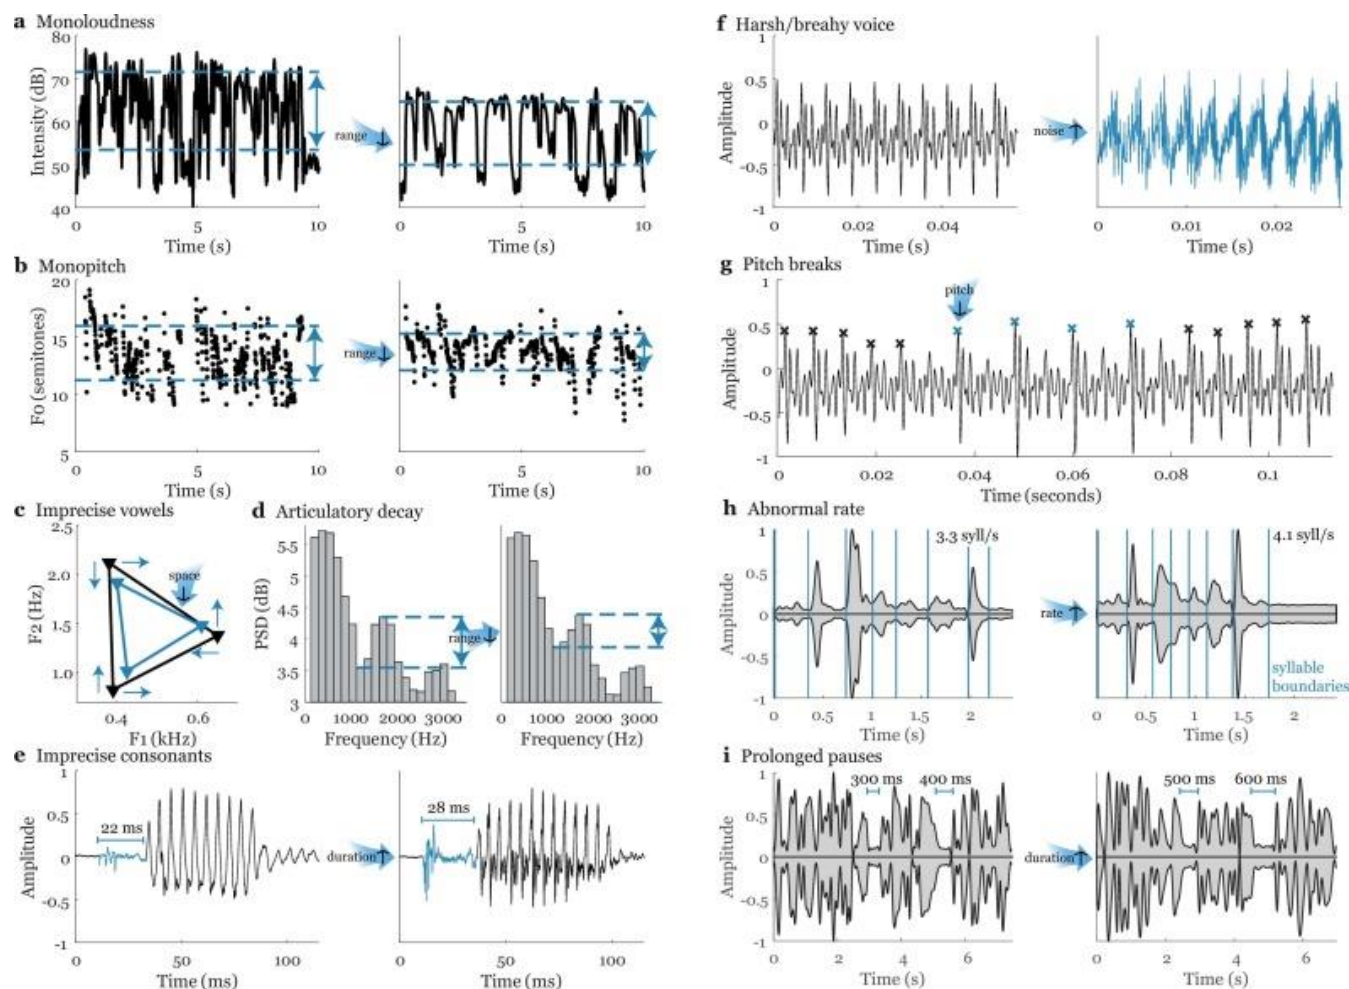 a Monoloudness
80
70
60
50
40
Intensity (dB)
0 5 10
Time (s)
range
0 5 10
Time (s)
b Monopitch
20
15
10
5
F0 (semitones)
0 5 10
Time (s)
range
0 5 10
Time (s)
c Imprecise vowels
2.5
2.0
1.5
1.0
F2 (Hz)
space
0.4 0.6
F1 (kHz)
d Articulatory decay
5.5
4.5
3.5
3
PSD (dB)
0 1000 2000 3000
Frequency (Hz)
range
0 1000 2000 3000
Frequency (Hz)
e Imprecise consonants
1
0.5
0
-0.5
-1
Amplitude
22 ms
0 50 100
Time (ms)
duration
28 ms
0 50 100
Time (ms)
f Harsh/breahy voice
1
0.5
0
-0.5
-1
Amplitude
0 0.02 0.04
Time (s)
noise
0 0.01 0.02
Time (s)
g Pitch breaks
pitch
1
0.5
0
-0.5
-1
Amplitude
0 0.02 0.04 0.06 0.08 0.1
Time (seconds)
h Abnormal rate
1
0.5
0
-0.5
-1
Amplitude
3.3 syll/s
0 0.5 1 1.5 2
Time (s)
rate
4.1 syll/s
syllable
boundaries
0 0.5 1 1.5 2
Time (s)
i Prolonged pauses
1
0.5
0
-0.5
-1
Amplitude
300 ms 400 ms
0 2 4 6
Time (s)
duration
500 ms 600 ms
0 2 4 6
Time (s)